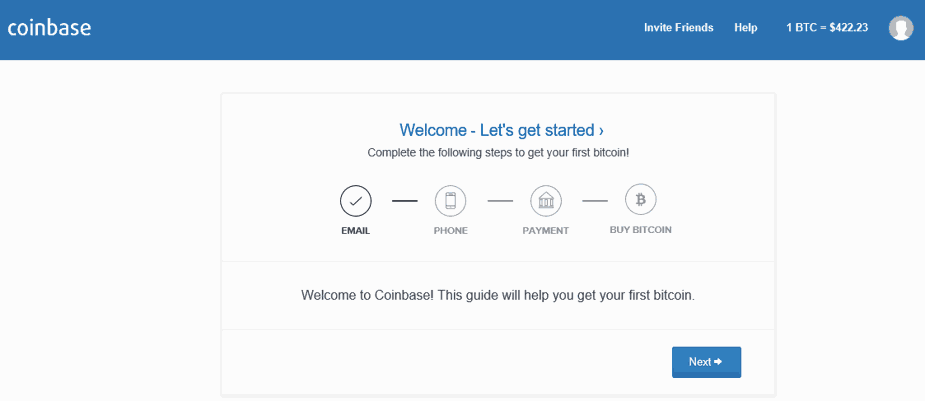 coinbase
Invite Friends Help 1 BTC = $422.23
Welcome - Let's get started ›
Complete the following steps to get your first bitcoin!
EMAIL PHONE PAYMENT BUY BITCOIN
Welcome to Coinbase! This guide will help you get your first bitcoin.
Next